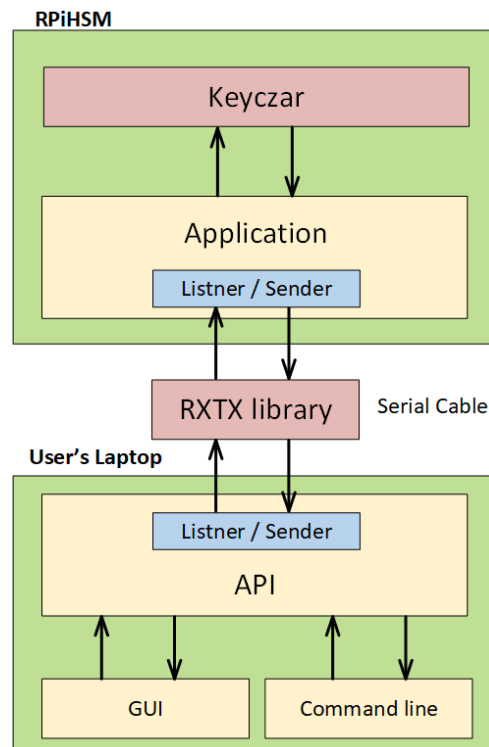 RPiHSM
Keyczar
Application
Listner / Sender
RXTX library
Serial Cable
User's Laptop
Listner / Sender
API
GUI
Command line